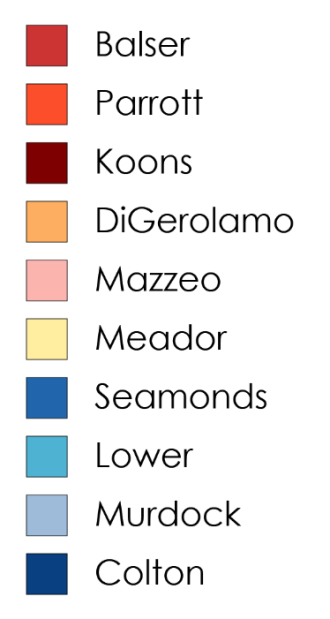 Balser
Parrott
Koons
DiGerolamo
Mazzeo
Meador
Seamonds
Lower
Murdock
Colton